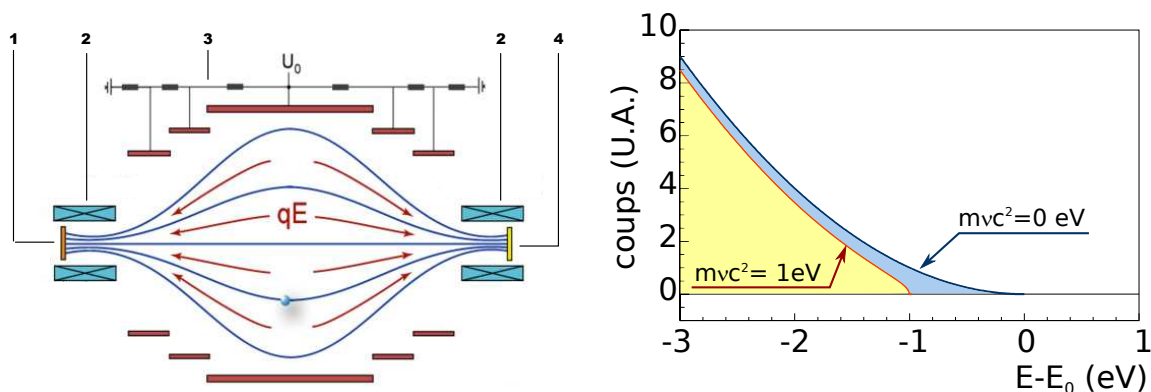 1 2 3 2 4
U₀
qE
coups (U.A.)
10
8
6
4
2
0
mνc²=0 eV
mνc²= 1eV
-3 -2 -1 0 1
E-E₀ (eV)